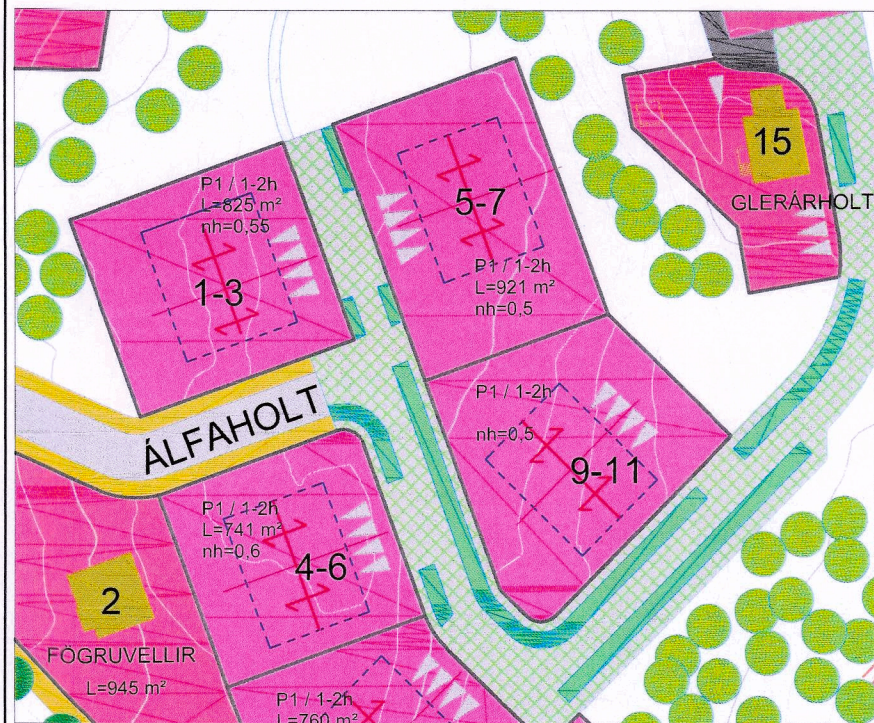 P1 / 1-2h
L=825 m²
nh=0,55
1-3
5-7
P1 / 1-2h
L=921 m²
nh=0,5
15
GLERÁRHOLT
P1 / 1-2h
nh=0,5
9-11
ÁLFAHOLT
P1 / 1-2h
L=741 m²
nh=0,6
4-6
2
FÖGRUVELLIR
L=945 m²
P1 / 1-2h
L=760 m²